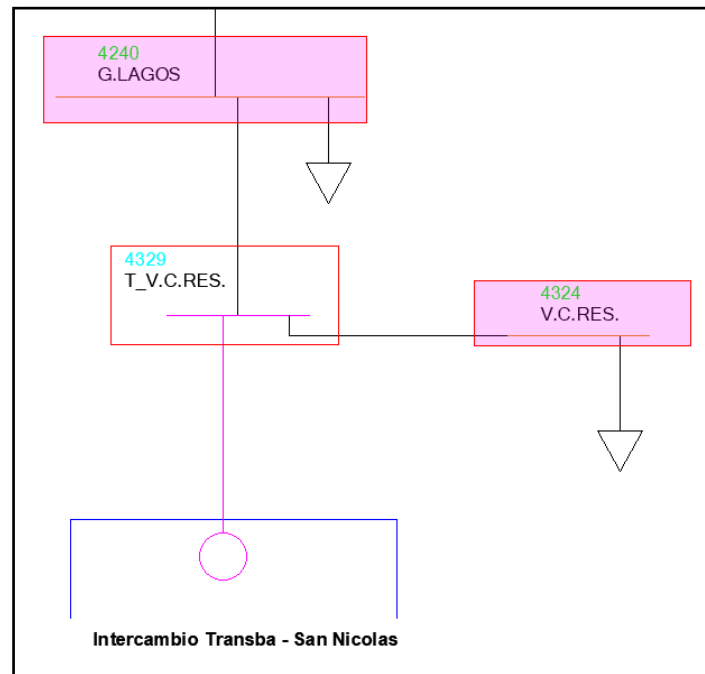 4240
G.LAGOS
4329
T_V.C.RES.
4324
V.C.RES.
Intercambio Transba - San Nicolas